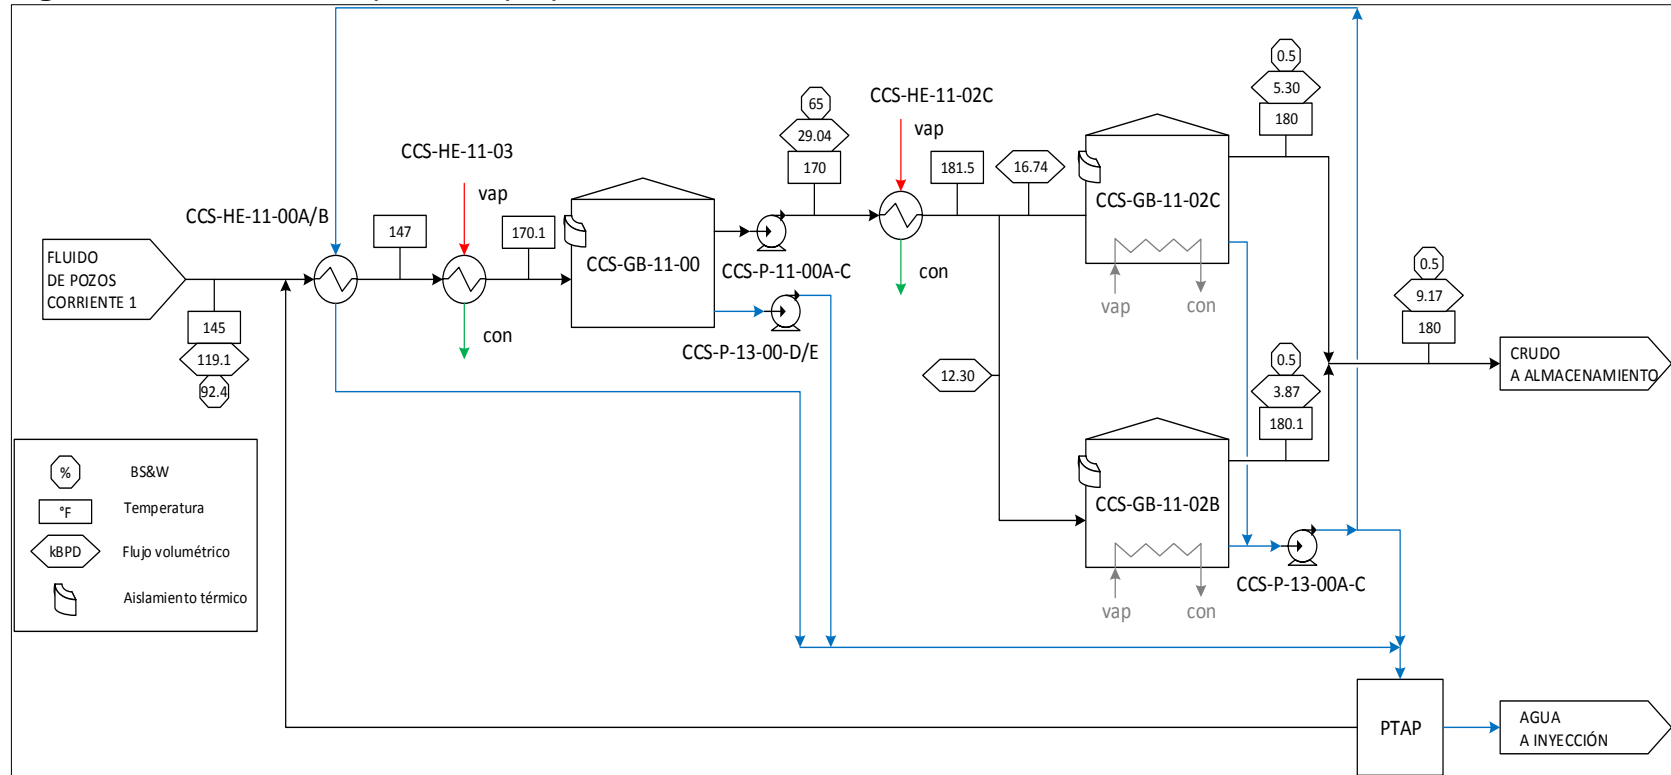 0.5
5.30
180
65
29.04
170
CCS-HE-11-02C
vap
181.5
16.74
CCS-GB-11-02C
CCS-HE-11-03
vap
CCS-HE-11-00A/B
147
170.1
CCS-GB-11-00
CCS-P-11-00A-C
con
FLUIDO
DE POZOS
CORRIENTE 1
con
CCS-P-13-00-D/E
vap
con
0.5
9.17
180
145
119.1
92.4
12.30
0.5
3.87
180.1
CRUDO
A ALMACENAMIENTO
%
BS&W
°F
Temperatura
kBPD
Flujo volumétrico
Aislamiento térmico
CCS-GB-11-02B
CCS-P-13-00A-C
vap
con
PTAP
AGUA
A INYECCIÓN